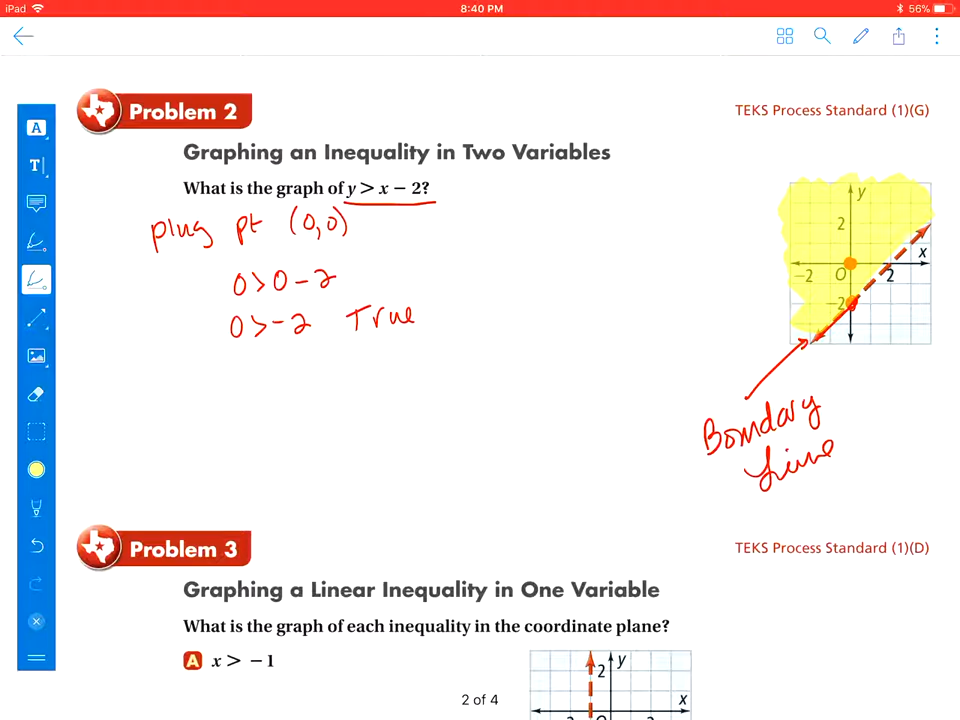 iPad 8:40 PM 56%
A
T
Problem 2 TEKS Process Standard (1)(G)
Graphing an Inequality in Two Variables
What is the graph of y > x − 2?
plug pt (0,0)
0>0-2
0>-2 True
y
2
x
−2 O 2
−2
Boundary
Line
Problem 3 TEKS Process Standard (1)(D)
Graphing a Linear Inequality in One Variable
What is the graph of each inequality in the coordinate plane?
A x > −1
2 y
x
2 of 4